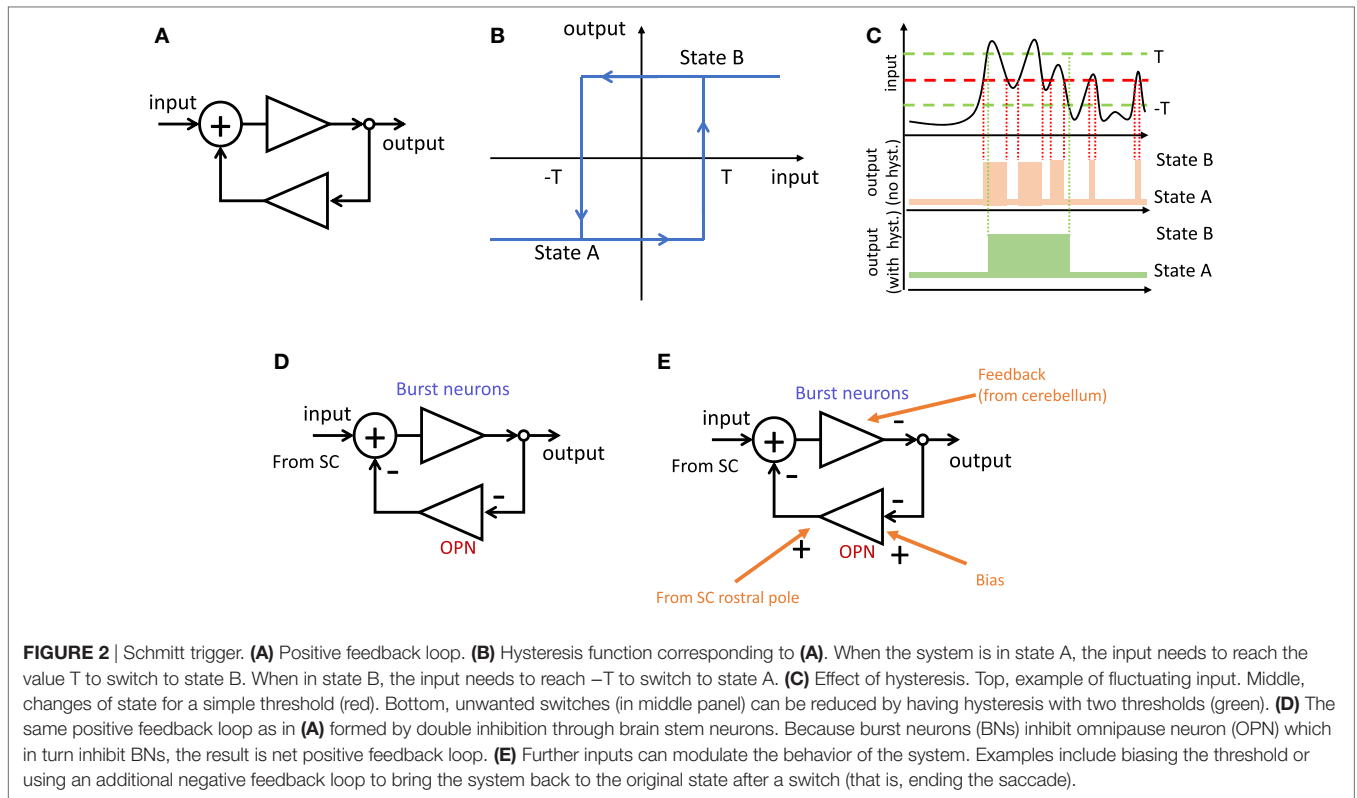 A
input
+
output
B
output
State B
-T
T
input
State A
C
input
T
-T
output
(no hyst.)
State B
State A
output
(with hyst.)
State B
State A
D
Burst neurons
input
+
From SC
-
-
output
OPN
E
Feedback
(from cerebellum)
Burst neurons
-
input
+
From SC
-
-
output
OPN
+
+
From SC rostral pole
Bias
FIGURE 2 | Schmitt trigger. (A) Positive feedback loop. (B) Hysteresis function corresponding to (A). When the system is in state A, the input needs to reach the
value T to switch to state B. When in state B, the input needs to reach −T to switch to state A. (C) Effect of hysteresis. Top, example of fluctuating input. Middle,
changes of state for a simple threshold (red). Bottom, unwanted switches (in middle panel) can be reduced by having hysteresis with two thresholds (green). (D) The
same positive feedback loop as in (A) formed by double inhibition through brain stem neurons. Because burst neurons (BNs) inhibit omnipause neuron (OPN) which
in turn inhibit BNs, the result is net positive feedback loop. (E) Further inputs can modulate the behavior of the system. Examples include biasing the threshold or
using an additional negative feedback loop to bring the system back to the original state after a switch (that is, ending the saccade).